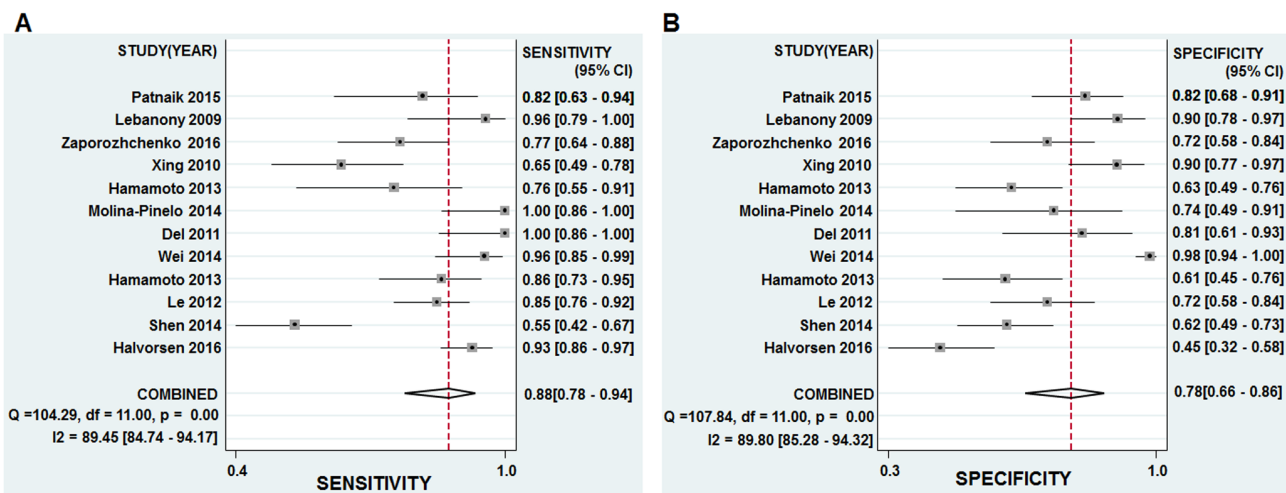 A
STUDY(YEAR)
SENSITIVITY
(95% CI)
Patnaik 2015
0.82 [0.63 - 0.94)
Lebanony 2009
0.96 [0.79 - 1.00]
Zaporozhchenko 2016
0.77 [0.64 - 0.88]
Xing 2010
0.65 [0.49 - 0.78]
Hamamoto 2013
0.76 [0.55 - 0.91]
Molina-Pinelo 2014
1.00 [0.86 - 1.00]
Del 2011
1.00 [0.86 - 1.00]
Wei 2014
0.96 [0.85 - 0.99]
Hamamoto 2013
0.86 [0.73 - 0.95]
Le 2012
0.85 [0.76 - 0.92]
Shen 2014
0.55 [0.42 - 0.67]
Halvorsen 2016
0.93 [0.86 - 0.97]
COMBINED
0.88[0.78 - 0.94]
Q =104.29, df = 11.00, p = 0.00
I2 = 89.45 [84.74 - 94.17]
0.4
1.0
SENSITIVITY
B
STUDY(YEAR)
SPECIFICITY
(95% CI)
Patnaik 2015
0.82 [0.68 - 0.91]
Lebanony 2009
0.90 [0.78 - 0.97]
Zaporozhchenko 2016
0.72 [0.58 - 0.84]
Xing 2010
0.90 [0.77 - 0.97]
Hamamoto 2013
0.63 [0.49 - 0.76]
Molina-Pinelo 2014
0.74 [0.49 - 0.91]
Del 2011
0.81 [0.61 - 0.93]
Wei 2014
0.98 [0.94 - 1.00]
Hamamoto 2013
0.61 [0.45 - 0.76]
Le 2012
0.72 [0.58 - 0.84]
Shen 2014
0.62 [0.49 - 0.73]
Halvorsen 2016
0.45 [0.32 - 0.58]
COMBINED
0.78[0.66 - 0.86]
Q =107.84, df = 11.00, p = 0.00
I2 = 89.80 [85.28 - 94.32]
0.3
1.0
SPECIFICITY